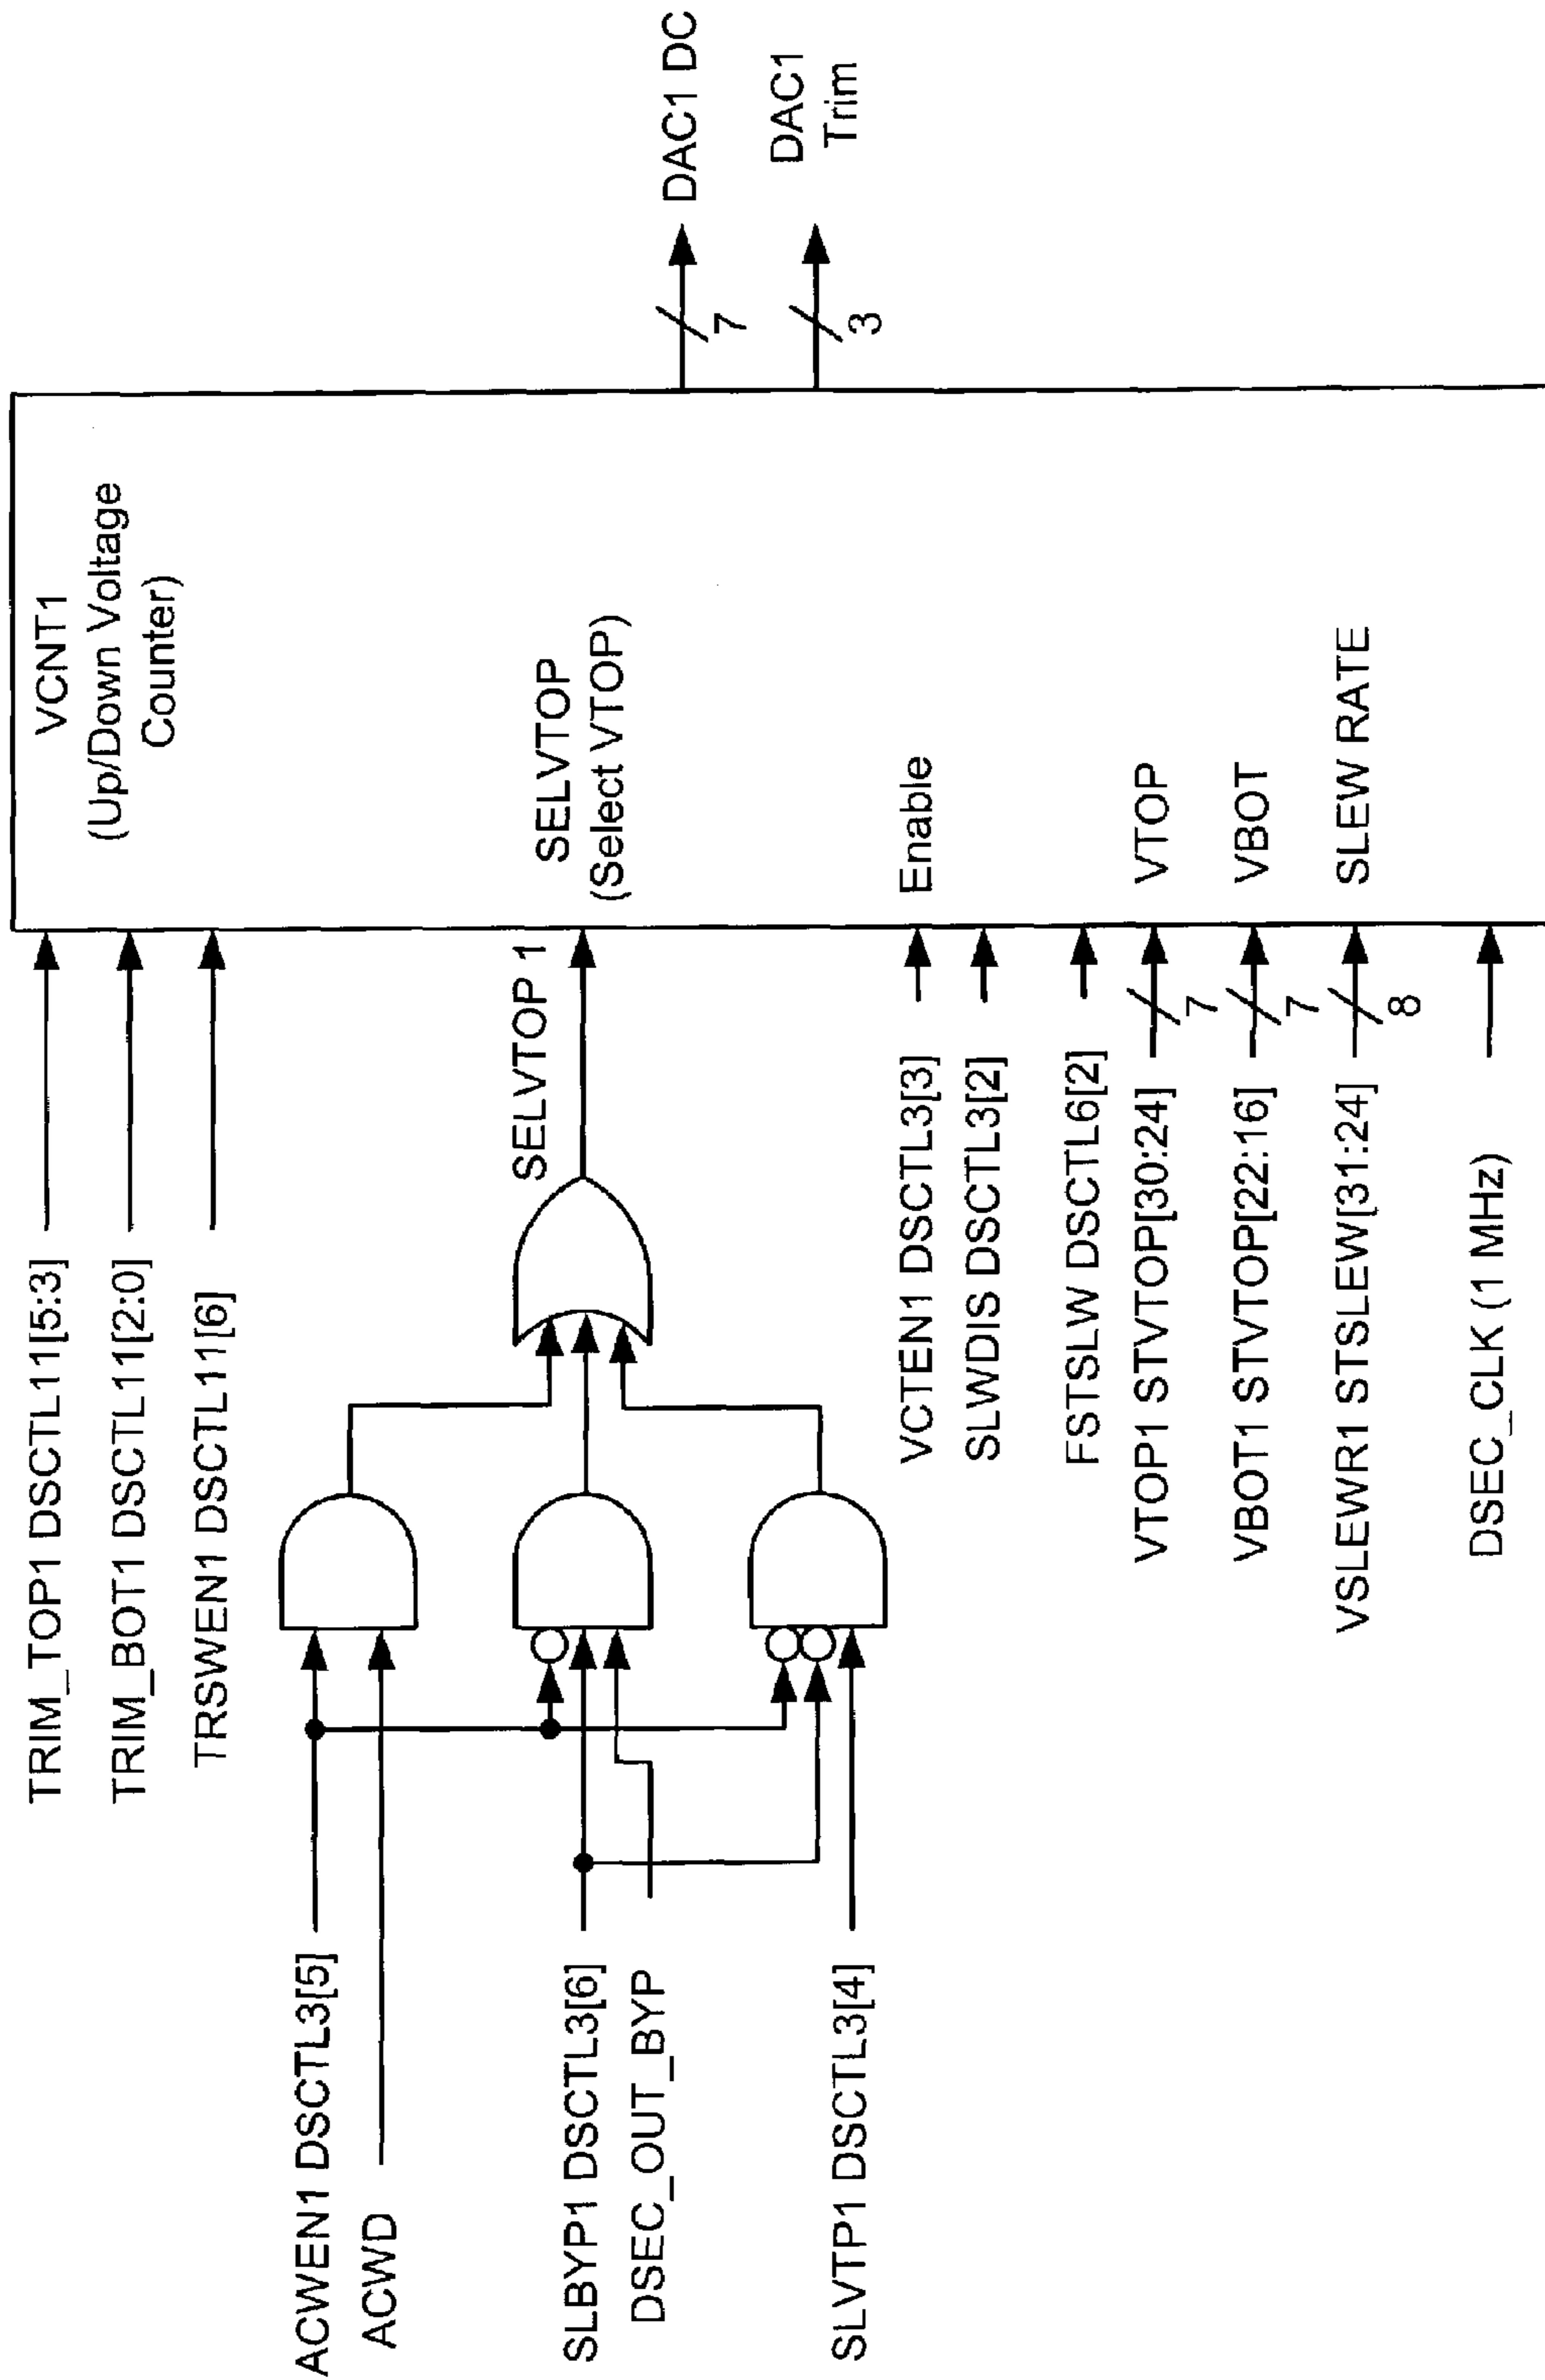 TRIM_TOP1 DSCTL11[5:3]
TRIM_BOT1 DSCTL11[2:0]
TRSWEN1 DSCTL11[6]
ACWEN1 DSCTL3[5]
ACWD
SLBYP1 DSCTL3[6]
DSEC_OUT_BYP
SLVTP1 DSCTL3[4]
SELVTOP 1
VCTEN1 DSCTL3[3]
SLWDIS DSCTL3[2]
FSTSLW DSCTL6[2]
VTOP1 STVTOP[30:24]
7
VBOT1 STVTOP[22:16]
7
VSLEWR1 STSLEW[31:24]
8
DSEC_CLK (1 MHz)
VCNT1
(Up/Down Voltage
Counter)
SELVTOP
(Select VTOP)
Enable
VTOP
VBOT
SLEW RATE
7
DAC1 DC
3
DAC1
Trim